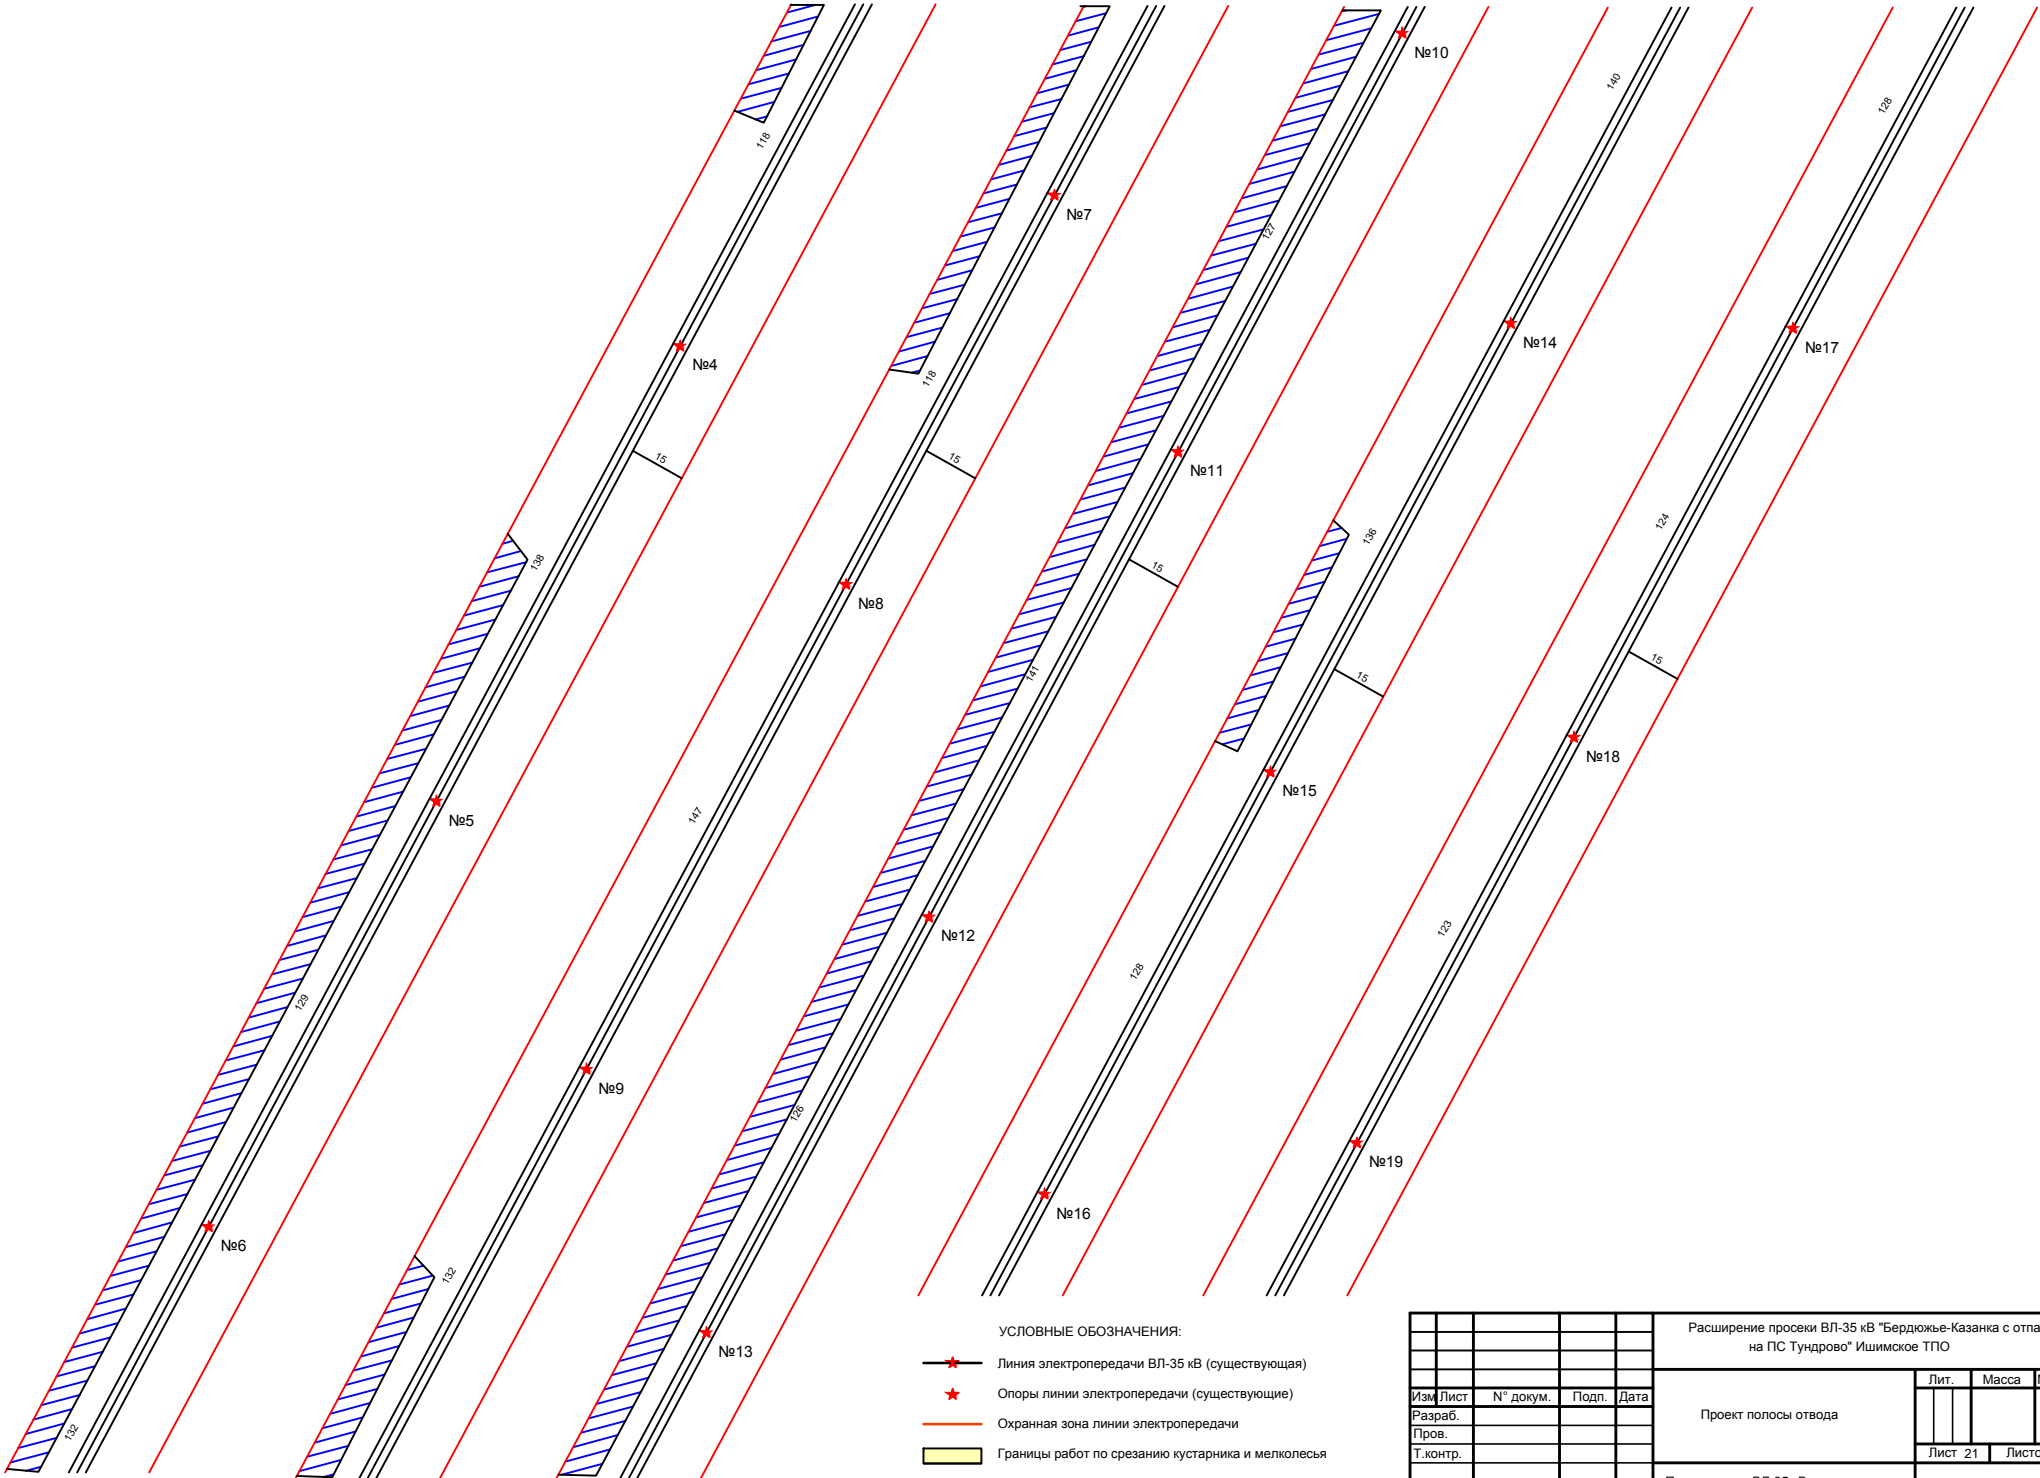 118
№4
15
138
№5
129
№6
132
№7
118
15
№8
147
№9
132
№10
127
№11
15
141
№12
126
№13
140
№14
136
15
№15
128
№16
128
№17
124
15
№18
123
№19
УСЛОВНЫЕ ОБОЗНАЧЕНИЯ:
Линия электропередачи ВЛ-35 кВ (существующая)
Опоры линии электропередачи (существующие)
Охранная зона линии электропередачи
Границы работ по срезанию кустарника и мелколесья
Расширение просеки ВЛ-35 кВ "Бердюжье-Казанка с отпа
на ПС Тундрово" Ишимское ТПО
Изм Лист N° докум. Подп. Дата
Разраб.
Пров.
Т.контр.
Проект полосы отвода
Лит. Масса
Лист 21 Листо